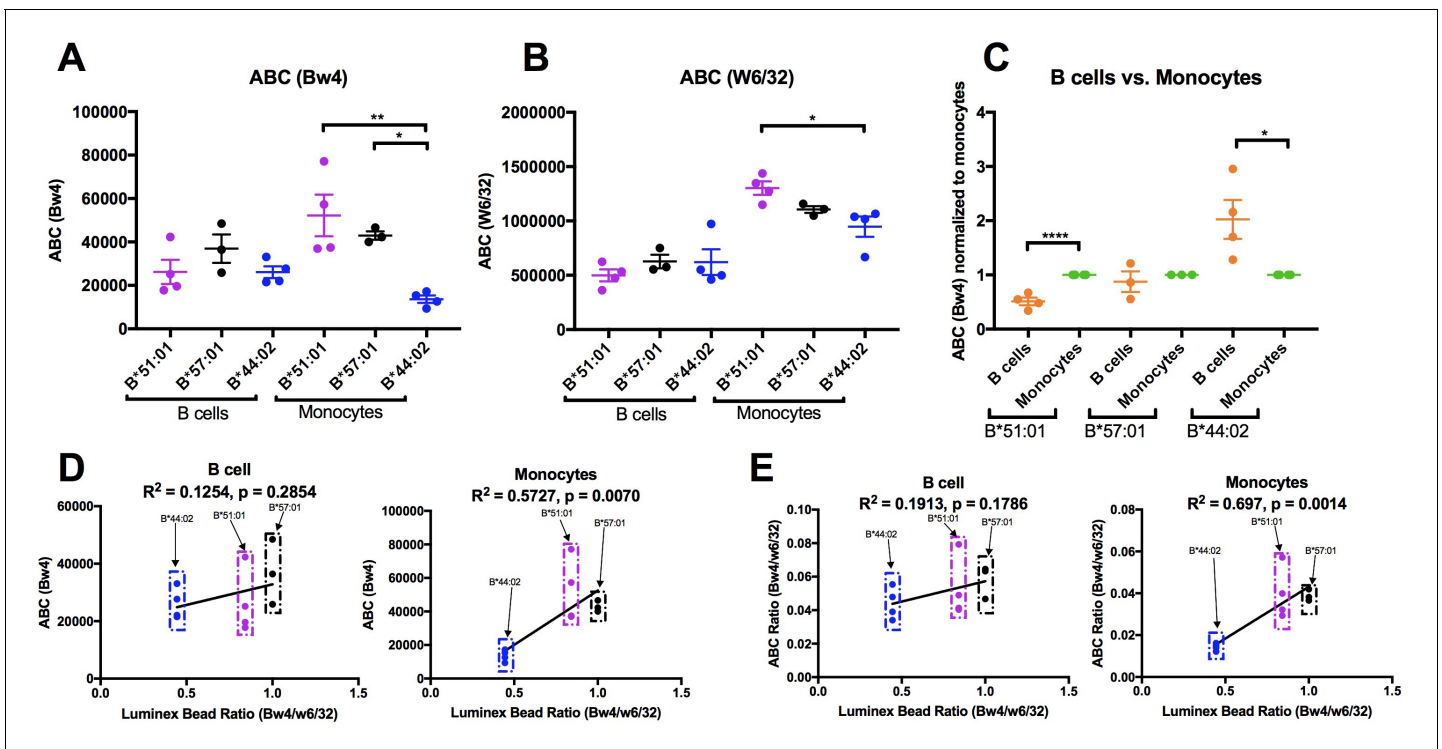 A
ABC (Bw4)
ABC (Bw4)
100000
80000
60000
40000
20000
0
**
*
B*51:01
B*57:01
B*44:02
B*51:01
B*57:01
B*44:02
B cells
Monocytes
B
ABC (W6/32)
ABC (W6/32)
2000000
1500000
1000000
500000
0
*
B*51:01
B*57:01
B*44:02
B*51:01
B*57:01
B*44:02
B cells
Monocytes
C
B cells vs. Monocytes
ABC (Bw4) normalized to monocytes
4
3
2
1
0
****
*
B cells
Monocytes
B cells
Monocytes
B cells
Monocytes
B*51:01
B*57:01
B*44:02
D
B cell
R² = 0.1254, p = 0.2854
ABC (Bw4)
60000
40000
20000
0
B*44:02
B*51:01
B*57:01
0.0
0.5
1.0
1.5
Luminex Bead Ratio (Bw4/w6/32)
Monocytes
R² = 0.5727, p = 0.0070
ABC (Bw4)
100000
80000
60000
40000
20000
0
B*44:02
B*51:01
B*57:01
0.0
0.5
1.0
1.5
Luminex Bead Ratio (Bw4/w6/32)
E
B cell
R² = 0.1913, p = 0.1786
ABC Ratio (Bw4/w6/32)
0.10
0.08
0.06
0.04
0.02
0.00
B*44:02
B*51:01
B*57:01
0.0
0.5
1.0
1.5
Luminex Bead Ratio (Bw4/w6/32)
Monocytes
R² = 0.697, p = 0.0014
ABC Ratio (Bw4/w6/32)
0.08
0.06
0.04
0.02
0.00
B*44:02
B*51:01
B*57:01
0.0
0.5
1.0
1.5
Luminex Bead Ratio (Bw4/w6/32)